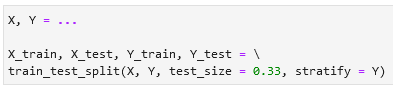 X, Y = ...
X_train, X_test, Y_train, Y_test = \
train_test_split(X, Y, test_size = 0.33, stratify = Y)